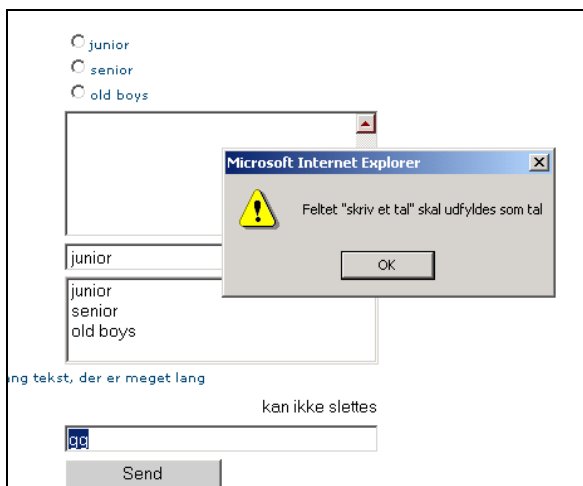 junior
senior
old boys
Microsoft Internet Explorer
Feltet "skriv et tal" skal udfyldes som tal
OK
junior
junior
senior
old boys
ang tekst, der er meget lang
kan ikke slettes
gg
Send